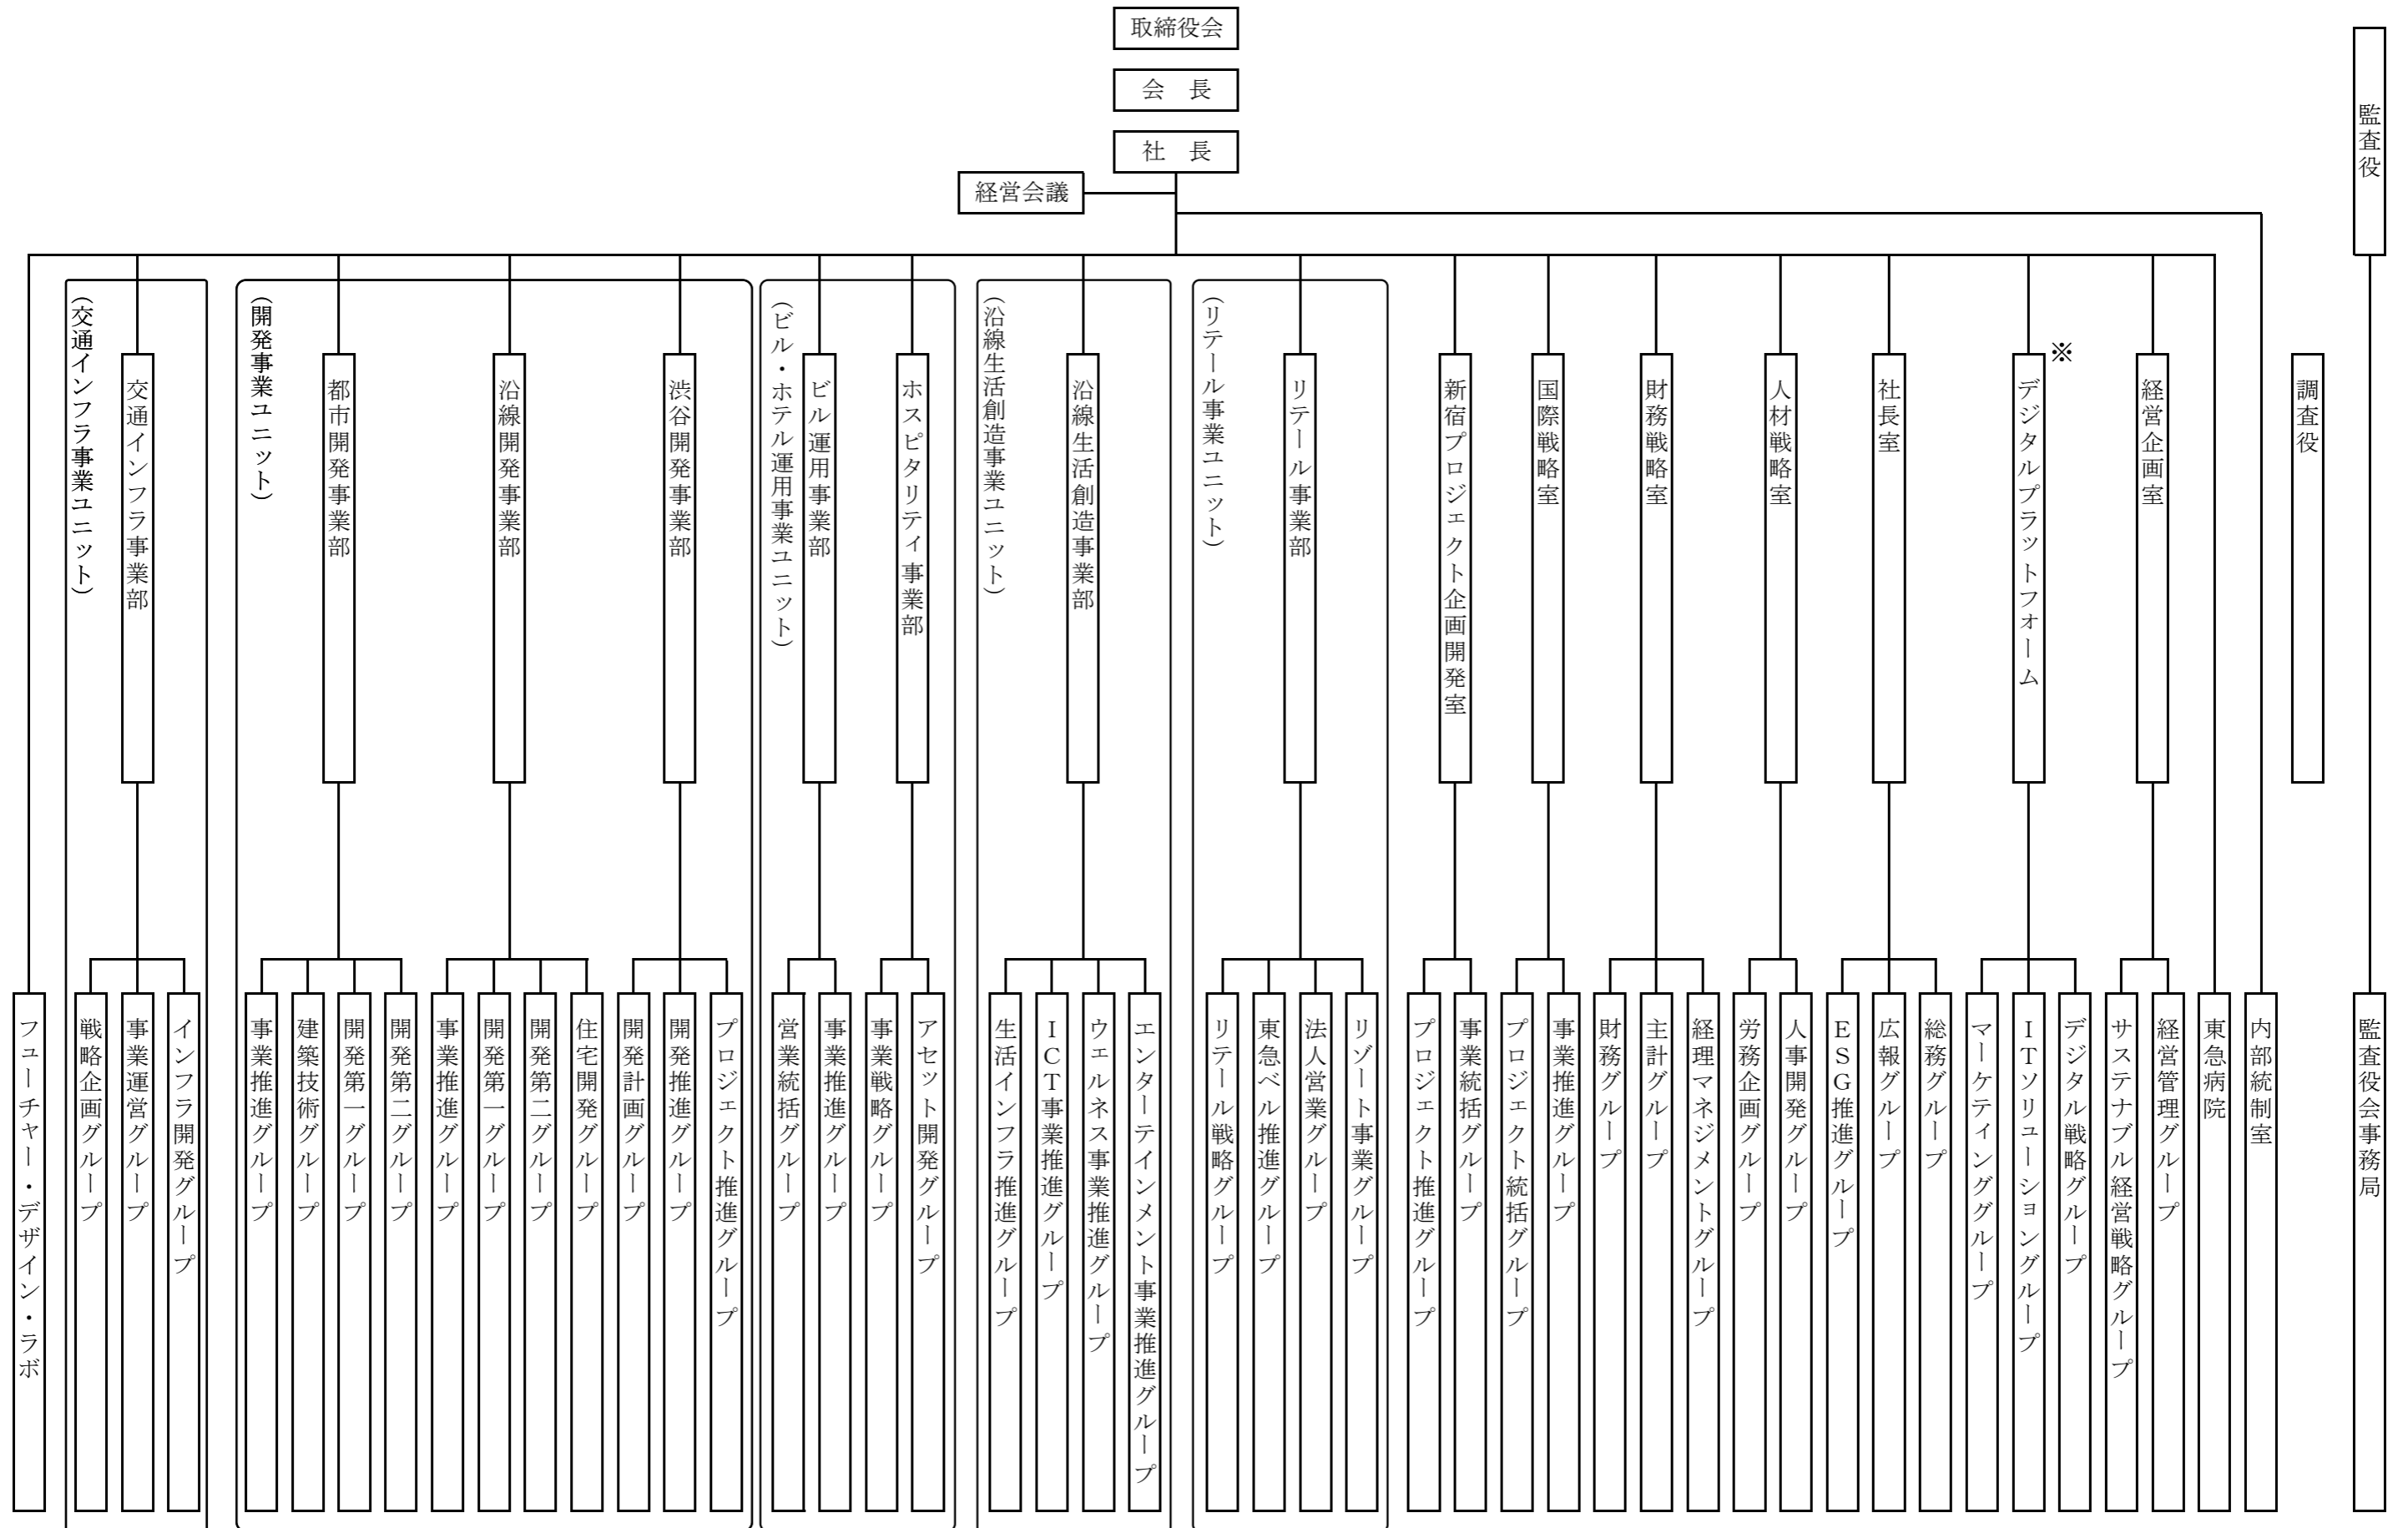 取締役会
会　長
社　長
経営会議
監査役
調査役
経営企画室
※
デジタルプラットフォーム
社長室
人材戦略室
財務戦略室
国際戦略室
新宿プロジェクト企画開発室
リテール事業部
（リテール事業ユニット）
沿線生活創造事業部
（沿線生活創造事業ユニット）
ホスピタリティ事業部
ビル運用事業部
（ビル・ホテル運用事業ユニット）
渋谷開発事業部
沿線開発事業部
都市開発事業部
（開発事業ユニット）
交通インフラ事業部
（交通インフラ事業ユニット）
監査役会事務局
内部統制室
東急病院
経営管理グループ
サステナブル経営戦略グループ
デジタル戦略グループ
ITソリューショングループ
マーケティンググループ
総務グループ
広報グループ
ESG推進グループ
人事開発グループ
労務企画グループ
経理マネジメントグループ
主計グループ
財務グループ
事業推進グループ
プロジェクト統括グループ
事業統括グループ
プロジェクト推進グループ
リゾート事業グループ
法人営業グループ
東急ベル推進グループ
リテール戦略グループ
エンターテインメント事業推進グループ
ウェルネス事業推進グループ
ICT事業推進グループ
生活インフラ推進グループ
アセット開発グループ
事業戦略グループ
事業推進グループ
営業統括グループ
プロジェクト推進グループ
開発推進グループ
開発計画グループ
住宅開発グループ
開発第二グループ
開発第一グループ
事業推進グループ
開発第二グループ
開発第一グループ
建築技術グループ
事業推進グループ
インフラ開発グループ
事業運営グループ
戦略企画グループ
フューチャー・デザイン・ラボ